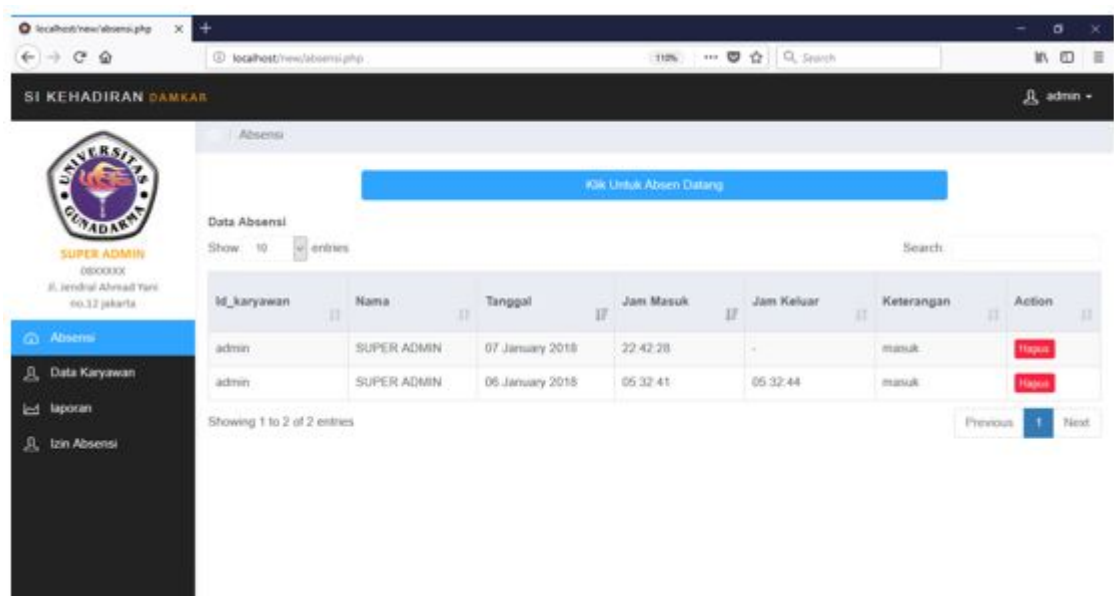 localhost/new/absensi.php
localhost/new/absensi.php
110%
Search
SI KEHADIRAN DAMKAR
admin
UNIVERSITAS GUNADARMA
SUPER ADMIN
Jl. Jendral Ahmad Yani
no.12 jakarta
Absensi
Data Karyawan
laporan
Izin Absensi
/ Absensi
Klik Untuk Absen Datang
Data Absensi
Show 10 entries
Search:
Id_karyawan Nama Tanggal Jam Masuk Jam Keluar Keterangan Action
admin SUPER ADMIN 07 January 2018 22:42:28 - masuk Hapus
admin SUPER ADMIN 06 January 2018 05:32:41 05:32:44 masuk Hapus
Showing 1 to 2 of 2 entries
Previous 1 Next